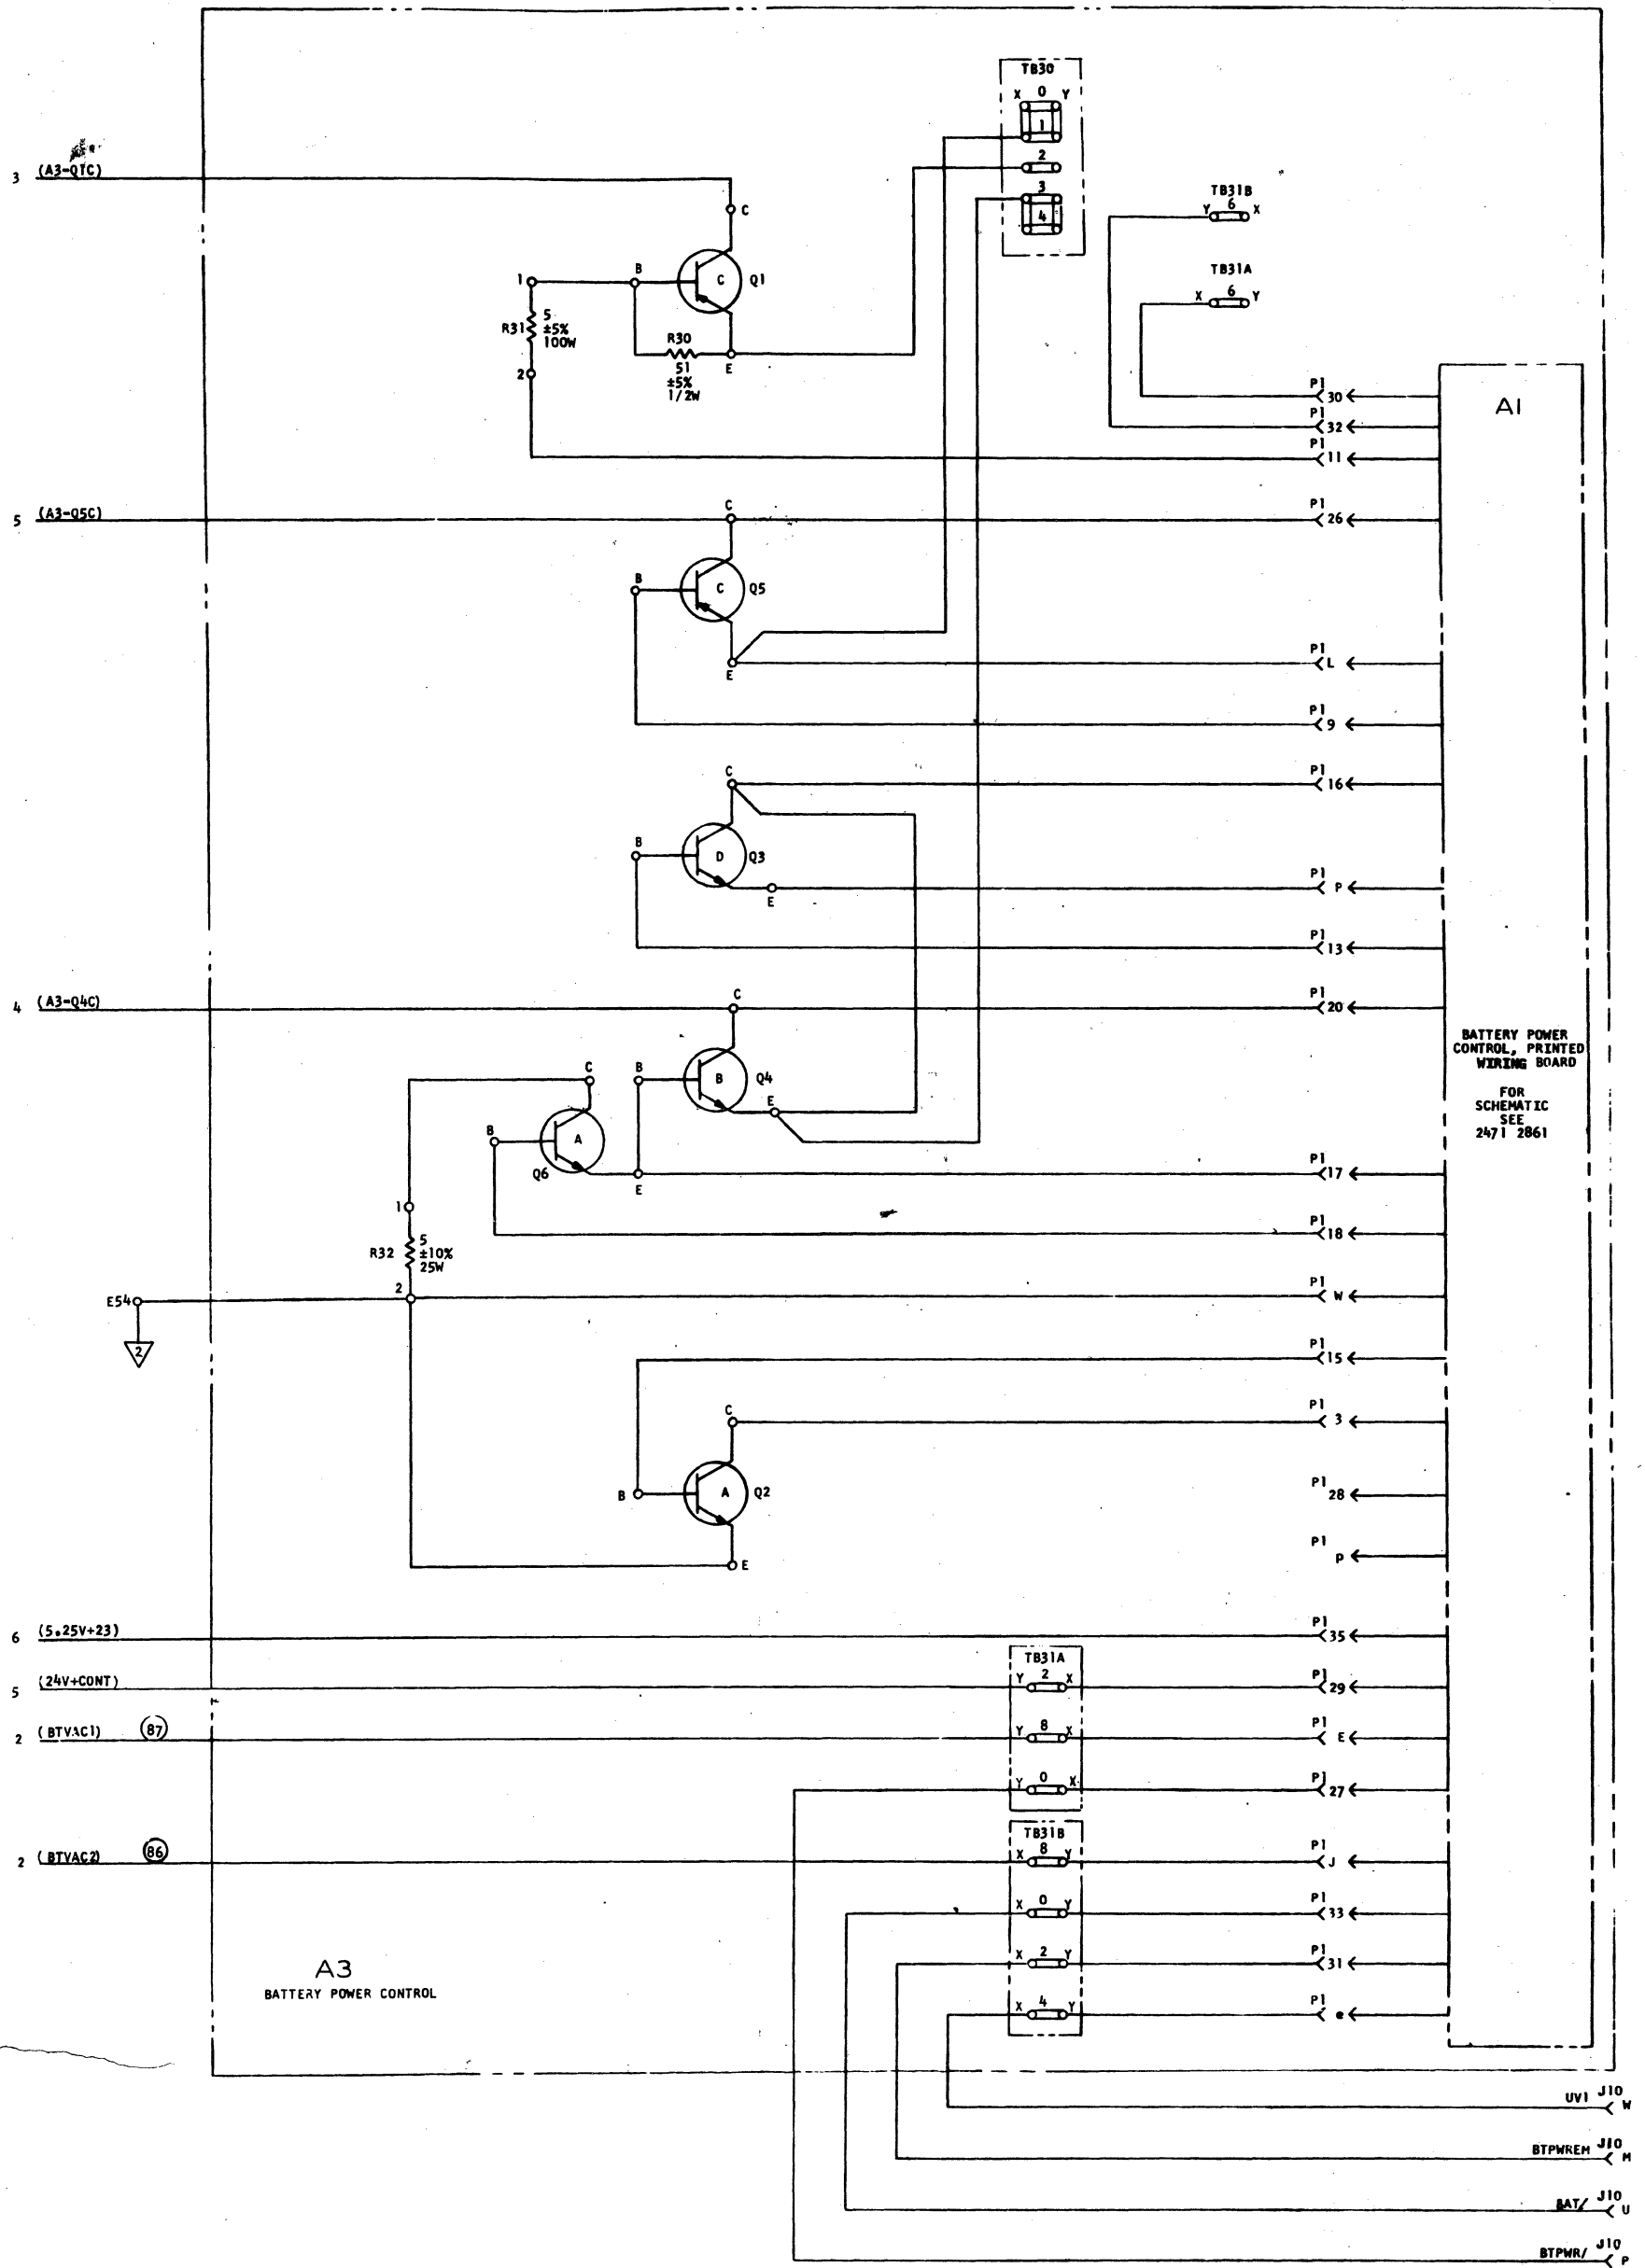 TB30
X 0 Y
1
2
3
4
3 (A3-Q1C)
C
TB31B
Y 6 X
TB31A
X 6 Y
1
B
C
Q1
R31
5
±5%
100W
R30
51
±5%
1/2W
E
2
P1
30
P1
32
P1
11
A1
5 (A3-Q5C)
C
P1
26
B
C
Q5
E
P1
L
P1
9
C
P1
16
B
D
Q3
E
P1
P
P1
13
4 (A3-Q4C)
C
P1
20
BATTERY POWER
CONTROL, PRINTED
WIRING BOARD
FOR
SCHEMATIC
SEE
2471 2861
C
B
B
Q4
E
B
A
Q6
E
P1
17
1
P1
18
R32
5
±10%
25W
2
E54
2
P1
W
P1
15
C
P1
3
B
A
Q2
P1
28
P1
p
E
6 (5.25V+23)
P1
35
TB31A
5 (24V+CONT)
Y 2 X
P1
29
2 (BTVAC1) 87
Y 8 X
P1
E
Y 0 X
P1
27
TB31B
2 (BTVAC2) 86
X 8 Y
P1
J
X 0 Y
P1
33
X 2 Y
P1
31
X 4 Y
P1
e
A3
BATTERY POWER CONTROL
UV1 J10
W
BTPWREM J10
M
BAT/ J10
U
BTPWR/ J10
P